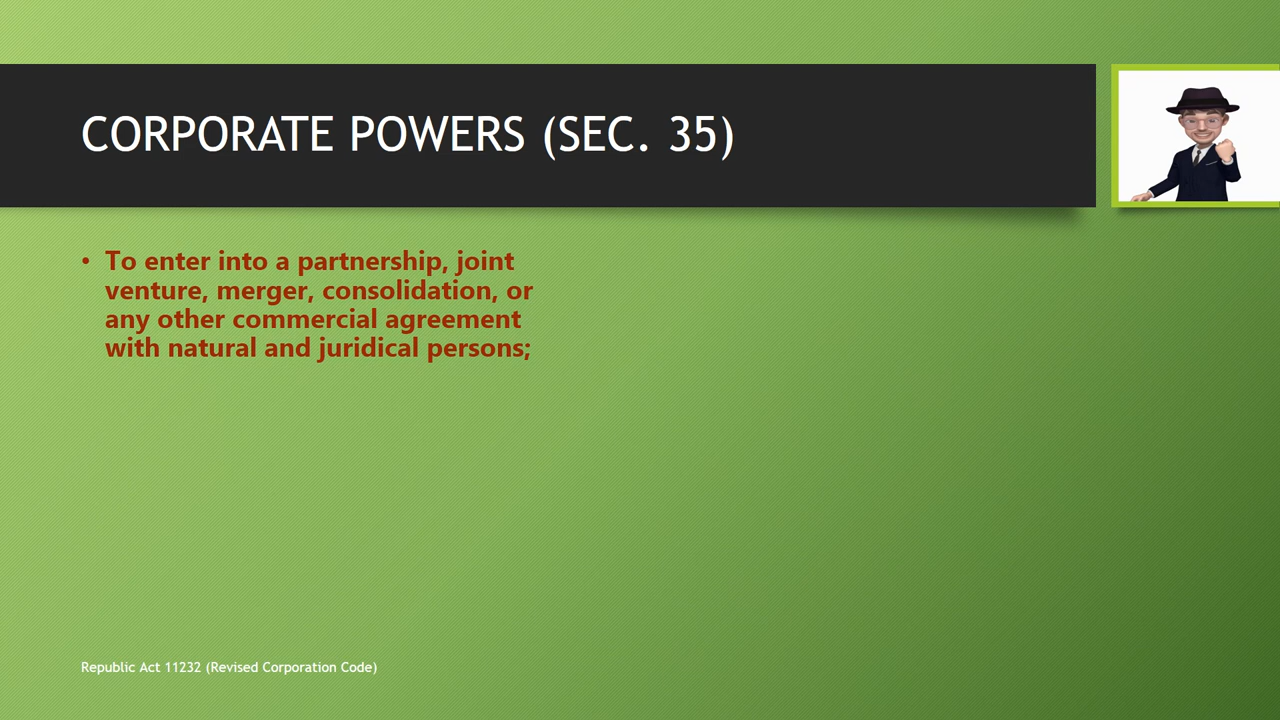 CORPORATE POWERS (SEC. 35)
• To enter into a partnership, joint
venture, merger, consolidation, or
any other commercial agreement
with natural and juridical persons;
Republic Act 11232 (Revised Corporation Code)